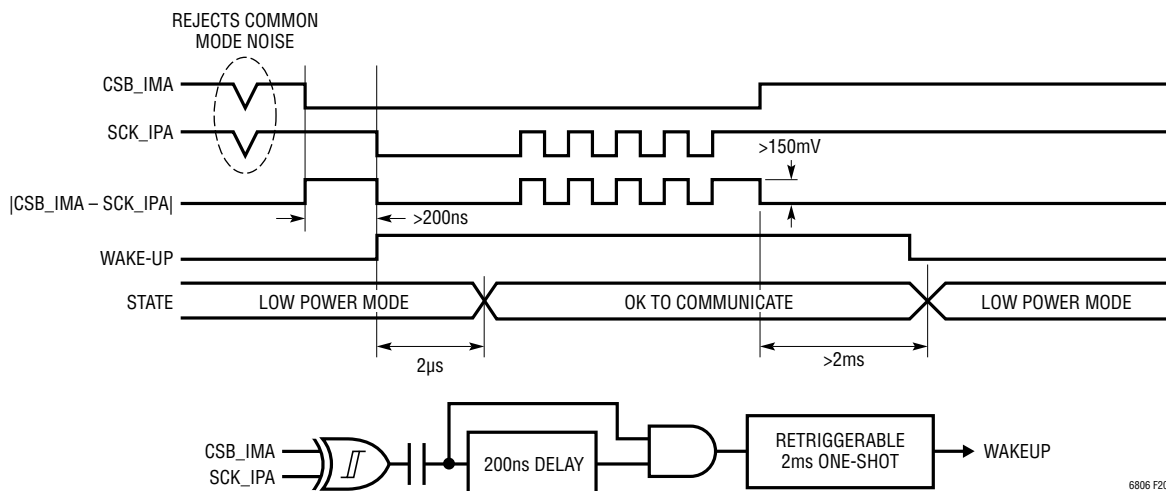 REJECTS COMMON
MODE NOISE
CSB_IMA
SCK_IPA
>150mV
|CSB_IMA – SCK_IPA|
>200ns
WAKE-UP
STATE
LOW POWER MODE
OK TO COMMUNICATE
LOW POWER MODE
2µs
>2ms
CSB_IMA
SCK_IPA
200ns DELAY
RETRIGGERABLE
2ms ONE-SHOT
WAKEUP
6806 F20